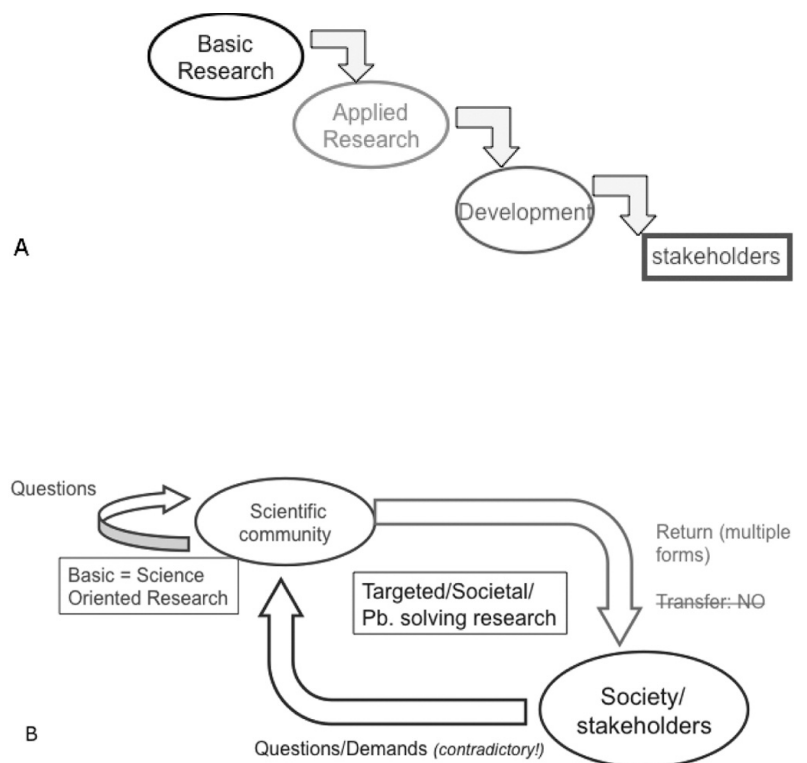 Basic
Research
Applied
Research
Development
stakeholders
A
Questions
Scientific
community
Basic = Science
Oriented Research
Targeted/Societal/
Pb. solving research
Return (multiple
forms)
Transfer: NO
Society/
stakeholders
Questions/Demands (contradictory!)
B